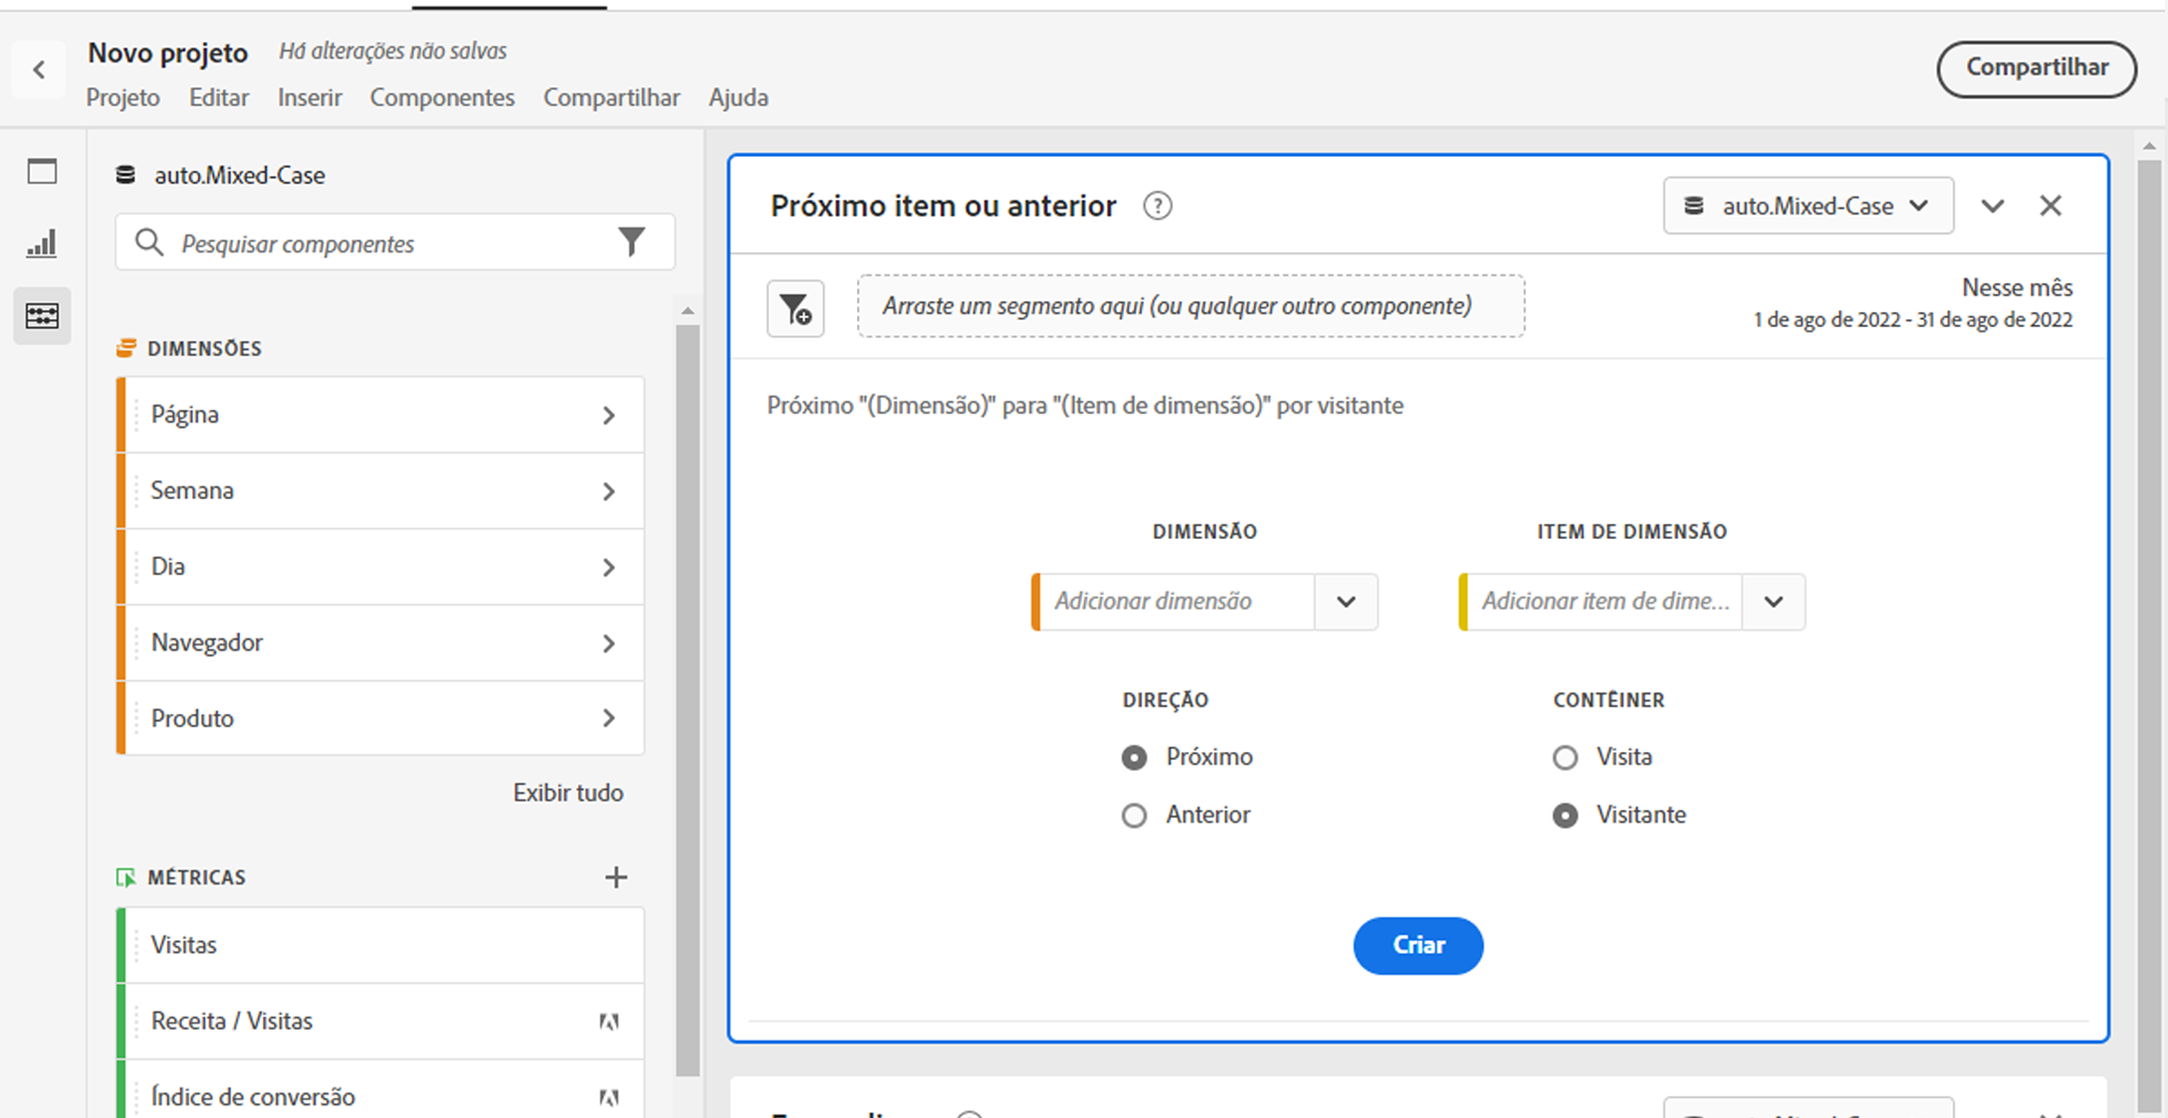 Novo projeto Há alterações não salvas
Projeto Editar Inserir Componentes Compartilhar Ajuda
Compartilhar
auto.Mixed-Case
Pesquisar componentes
DIMENSÕES
Página
Semana
Dia
Navegador
Produto
Exibir tudo
MÉTRICAS
Visitas
Receita / Visitas
Índice de conversão
Próximo item ou anterior
auto.Mixed-Case
Arraste um segmento aqui (ou qualquer outro componente)
Nesse mês
1 de ago de 2022 - 31 de ago de 2022
Próximo "(Dimensão)" para "(Item de dimensão)" por visitante
DIMENSÃO
Adicionar dimensão
ITEM DE DIMENSÃO
Adicionar item de dime...
DIREÇÃO
Próximo
Anterior
CONTÊINER
Visita
Visitante
Criar